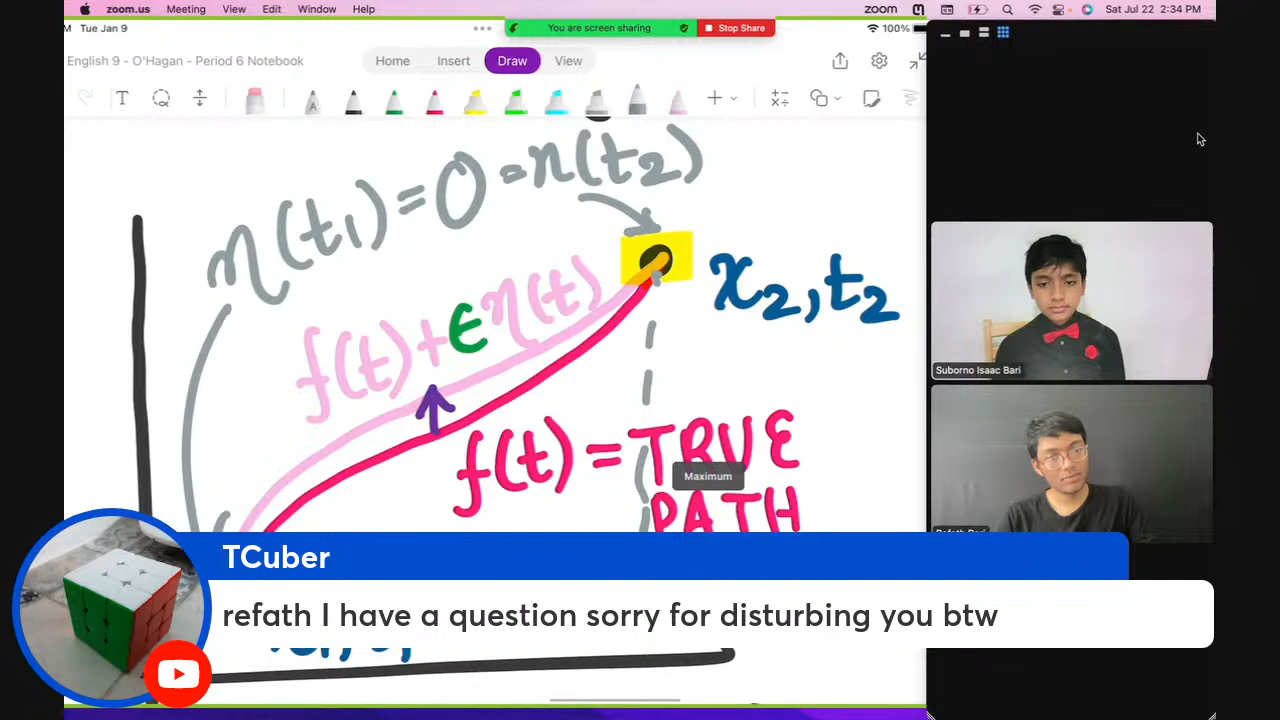 zoom.us Meeting View Edit Window Help zoom Sat Jul 22 2:34 PM
Tue Jan 9 You are screen sharing Stop Share 100%
English 9 - O'Hagan - Period 6 Notebook Home Insert Draw View
η(t1) = 0 = η(t2)
x2, t2
f(t) + ϵη(t)
f(t) = TRUE
PATH
Maximum
Suborno Isaac Bari
TCuber
refath I have a question sorry for disturbing you btw